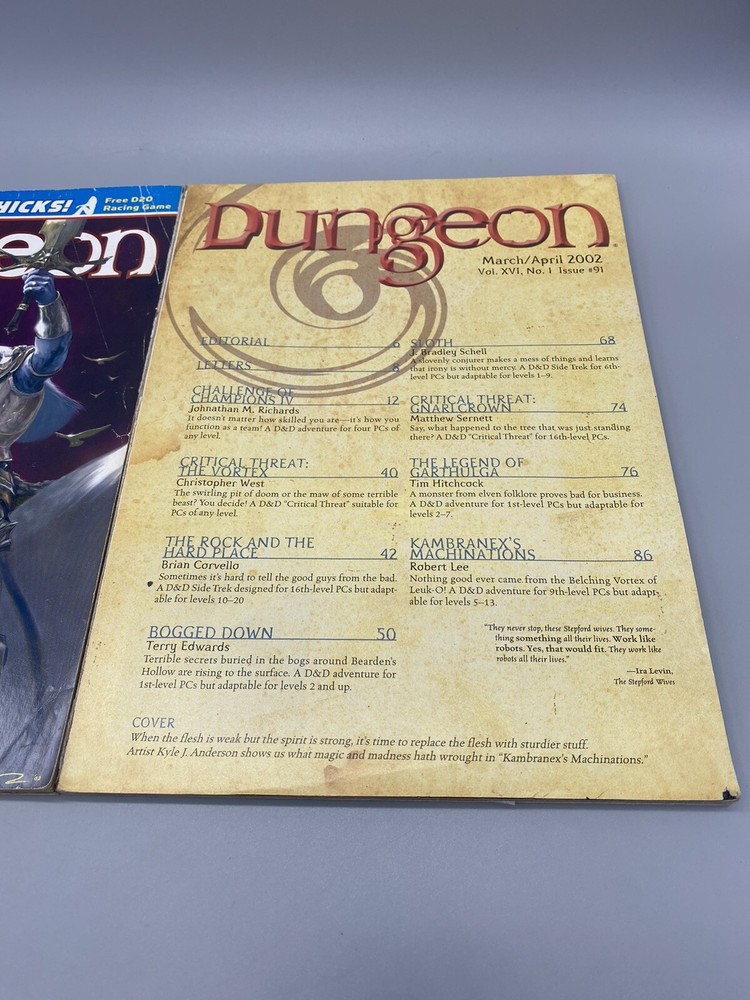 HICKS!
Free D20
Racing Game
eon
Dungeon
March/April 2002
Vol. XVI, No. 1 Issue #91
EDITORIAL 6
LETTERS 8
CHALLENGE OF
CHAMPIONS IV 12
Johnathan M. Richards
It doesn't matter how skilled you are—it's how you
function as a team! A D&D adventure for four PCs of
any level.
CRITICAL THREAT:
THE VORTEX 40
Christopher West
The swirling pit of doom or the maw of some terrible
beast? You decide! A D&D "Critical Threat" suitable for
PCs of any level.
THE ROCK AND THE
HARD PLACE 42
Brian Corvello
Sometimes it's hard to tell the good guys from the bad.
A D&D Side Trek designed for 16th-level PCs but adapt-
able for levels 10–20
BOGGED DOWN 50
Terry Edwards
Terrible secrets buried in the bogs around Bearden's
Hollow are rising to the surface. A D&D adventure for
1st-level PCs but adaptable for levels 2 and up.
SLOTH 68
J. Bradley Schell
A slovenly conjurer makes a mess of things and learns
that irony is without mercy. A D&D Side Trek for 6th-
level PCs but adaptable for levels 1–9.
CRITICAL THREAT:
GNARLCROWN 74
Matthew Sernett
Say, what happened to the tree that was just standing
there? A D&D "Critical Threat" for 16th-level PCs.
THE LEGEND OF
GARTHULGA 76
Tim Hitchcock
A monster from elven folklore proves bad for business.
A D&D adventure for 1st-level PCs but adaptable for
levels 2–7.
KAMBRANEX'S
MACHINATIONS 86
Robert Lee
Nothing good ever came from the Belching Vortex of
Leuk-O! A D&D adventure for 9th-level PCs but adapt-
able for levels 5–13.
"They never stop, these Stepford wives. They some-
thing something all their lives. Work like
robots. Yes, that would fit. They work like
robots all their lives."
—Ira Levin,
The Stepford Wives
COVER
When the flesh is weak but the spirit is strong, it's time to replace the flesh with sturdier stuff.
Artist Kyle J. Anderson shows us what magic and madness hath wrought in "Kambranex's Machinations."